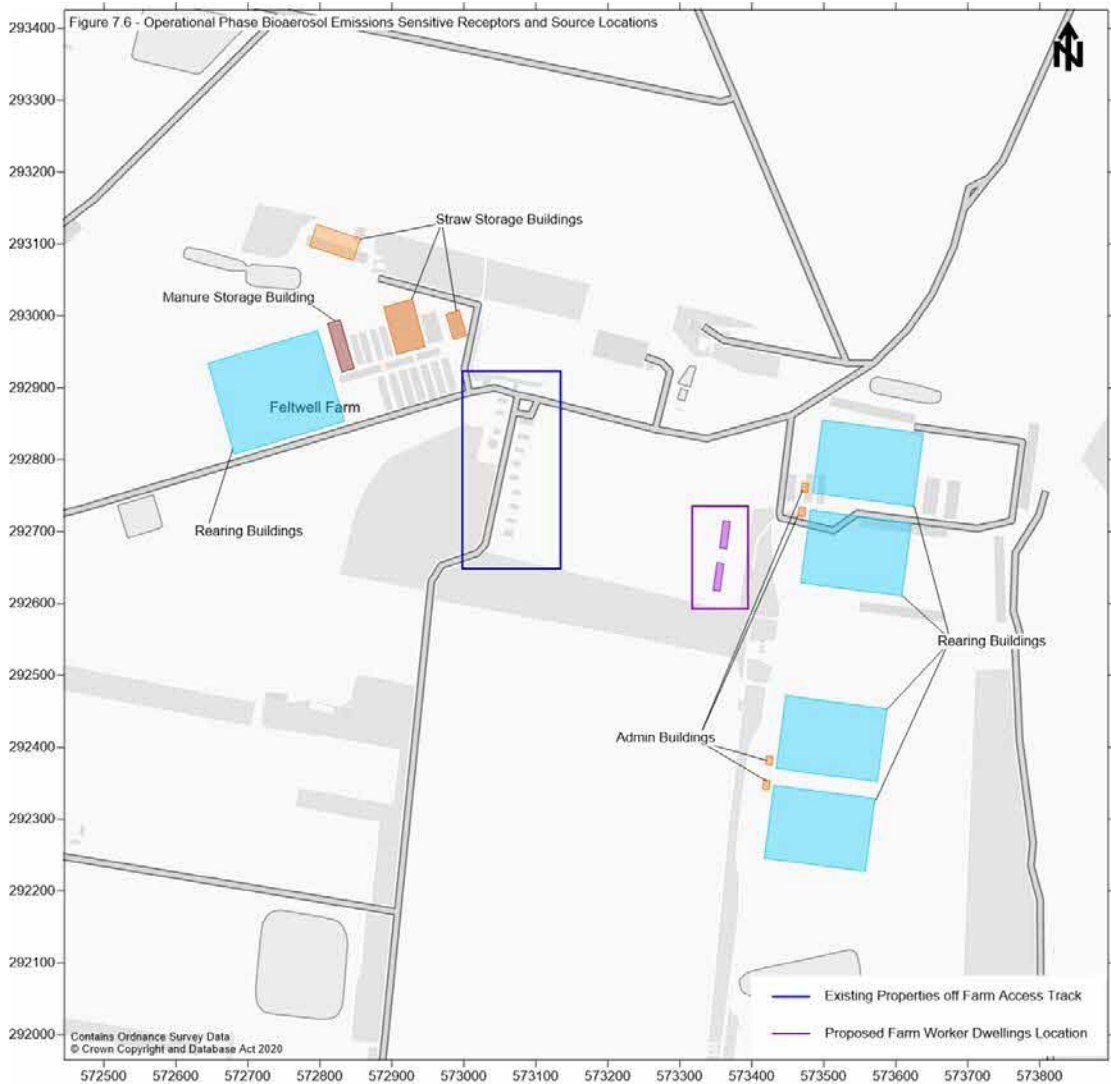 Figure 7.6 - Operational Phase Bioaerosol Emissions Sensitive Receptors and Source Locations
N
293400
293300
293200
293100
293000
292900
292800
292700
292600
292500
292400
292300
292200
292100
292000
Straw Storage Buildings
Manure Storage Building
Feltwell Farm
Rearing Buildings
Rearing Buildings
Admin Buildings
Existing Properties off Farm Access Track
Proposed Farm Worker Dwellings Location
Contains Ordnance Survey Data
© Crown Copyright and Database Act 2020
572500 572600 572700 572800 572900 573000 573100 573200 573300 573400 573500 573600 573700 573800